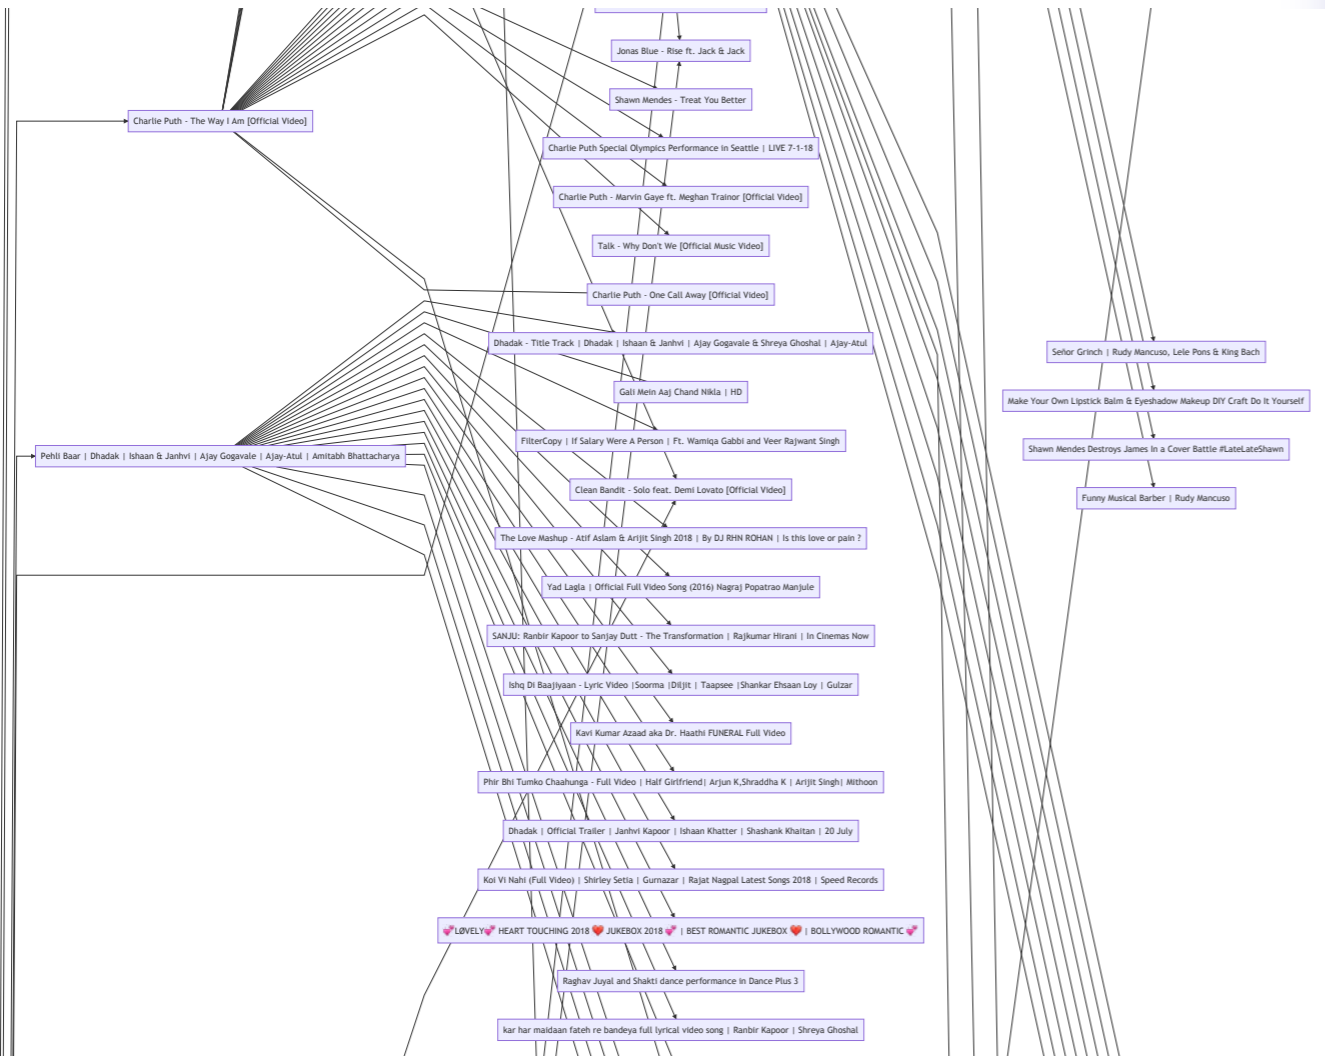 Jonas Blue - Rise ft. Jack & Jack
Shawn Mendes - Treat You Better
Charlie Puth - The Way I Am [Official Video]
Charlie Puth Special Olympics Performance in Seattle | LIVE 7-1-18
Charlie Puth - Marvin Gaye ft. Meghan Trainor [Official Video]
Talk - Why Don't We [Official Music Video]
Charlie Puth - One Call Away [Official Video]
Dhadak - Title Track | Dhadak | Ishaan & Janhvi | Ajay Gogavale & Shreya Ghoshal | Ajay-Atul
Señor Grinch | Rudy Mancuso, Lele Pons & King Bach
Gali Mein Aaj Chand Nikla | HD
Make Your Own Lipstick Balm & Eyeshadow Makeup DIY Craft Do It Yourself
FilterCopy | If Salary Were A Person | Ft. Wamiqa Gabbi and Veer Rajwant Singh
Shawn Mendes Destroys James In a Cover Battle #LateLateShawn
Pehli Baar | Dhadak | Ishaan & Janhvi | Ajay Gogavale | Ajay-Atul | Amitabh Bhattacharya
Clean Bandit - Solo feat. Demi Lovato [Official Video]
Funny Musical Barber | Rudy Mancuso
The Love Mashup - Atif Aslam & Arijit Singh 2018 | By DJ RHN ROHAN | Is this love or pain ?
Yad Lagla | Official Full Video Song (2016) Nagraj Popatrao Manjule
SANJU: Ranbir Kapoor to Sanjay Dutt - The Transformation | Rajkumar Hirani | In Cinemas Now
Ishq Di Baajiyaan - Lyric Video |Soorma |Diljit | Taapsee |Shankar Ehsaan Loy | Gulzar
Kavi Kumar Azaad aka Dr. Haathi FUNERAL Full Video
Phir Bhi Tumko Chaahunga - Full Video | Half Girlfriend| Arjun K,Shraddha K | Arijit Singh| Mithoon
Dhadak | Official Trailer | Janhvi Kapoor | Ishaan Khatter | Shashank Khaitan | 20 July
Koi Vi Nahi (Full Video) | Shirley Setia | Gurnazar | Rajat Nagpal Latest Songs 2018 | Speed Records
💞LØVELY💞 HEART TOUCHING 2018 ❤️ JUKEBOX 2018 💞 | BEST ROMANTIC JUKEBOX ❤️ | BOLLYWOOD ROMANTIC 💞
Raghav Juyal and Shakti dance performance in Dance Plus 3
kar har maidaan fateh re bandeya full lyrical video song | Ranbir Kapoor | Shreya Ghoshal